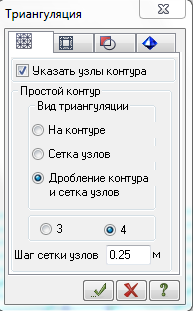 Триангуляция
Указать узлы контура
Простой контур
Вид триангуляции
На контуре
Сетка узлов
Дробление контура
и сетка узлов
3 4
Шаг сетки узлов 0.25 м
?